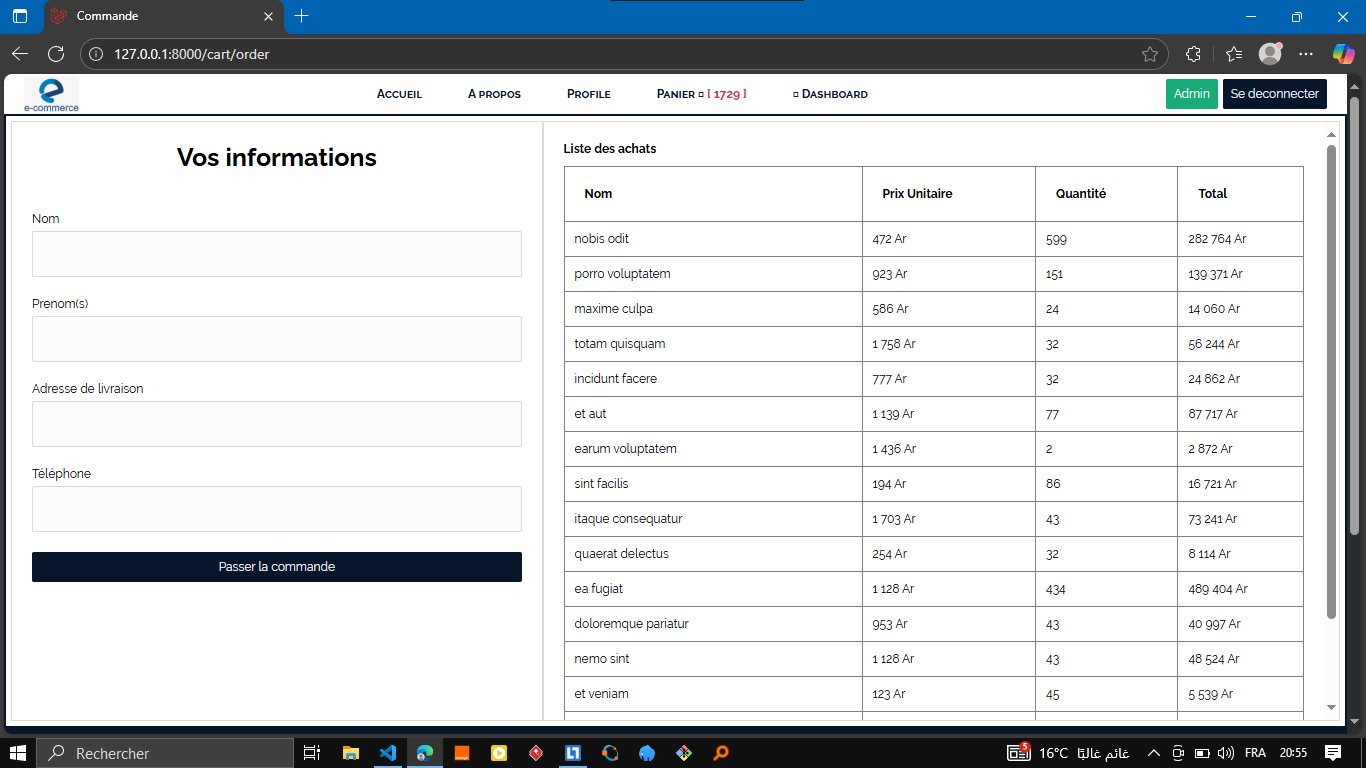 Commande
127.0.0.1:8000/cart/order
e-commerce
Accueil A propos Profile Panier [ 1729 ] Dashboard Admin Se deconnecter
Vos informations
Nom
Prenom(s)
Adresse de livraison
Téléphone
Passer la commande
Liste des achats
Nom Prix Unitaire Quantité Total
nobis odit 472 Ar 599 282 764 Ar
porro voluptatem 923 Ar 151 139 371 Ar
maxime culpa 586 Ar 24 14 060 Ar
totam quisquam 1 758 Ar 32 56 244 Ar
incidunt facere 777 Ar 32 24 862 Ar
et aut 1 139 Ar 77 87 717 Ar
earum voluptatem 1 436 Ar 2 2 872 Ar
sint facilis 194 Ar 86 16 721 Ar
itaque consequatur 1 703 Ar 43 73 241 Ar
quaerat delectus 254 Ar 32 8 114 Ar
ea fugiat 1 128 Ar 434 489 404 Ar
doloremque pariatur 953 Ar 43 40 997 Ar
nemo sint 1 128 Ar 43 48 524 Ar
et veniam 123 Ar 45 5 539 Ar
Rechercher 5 16°C غائم غالبًا FRA 20:55